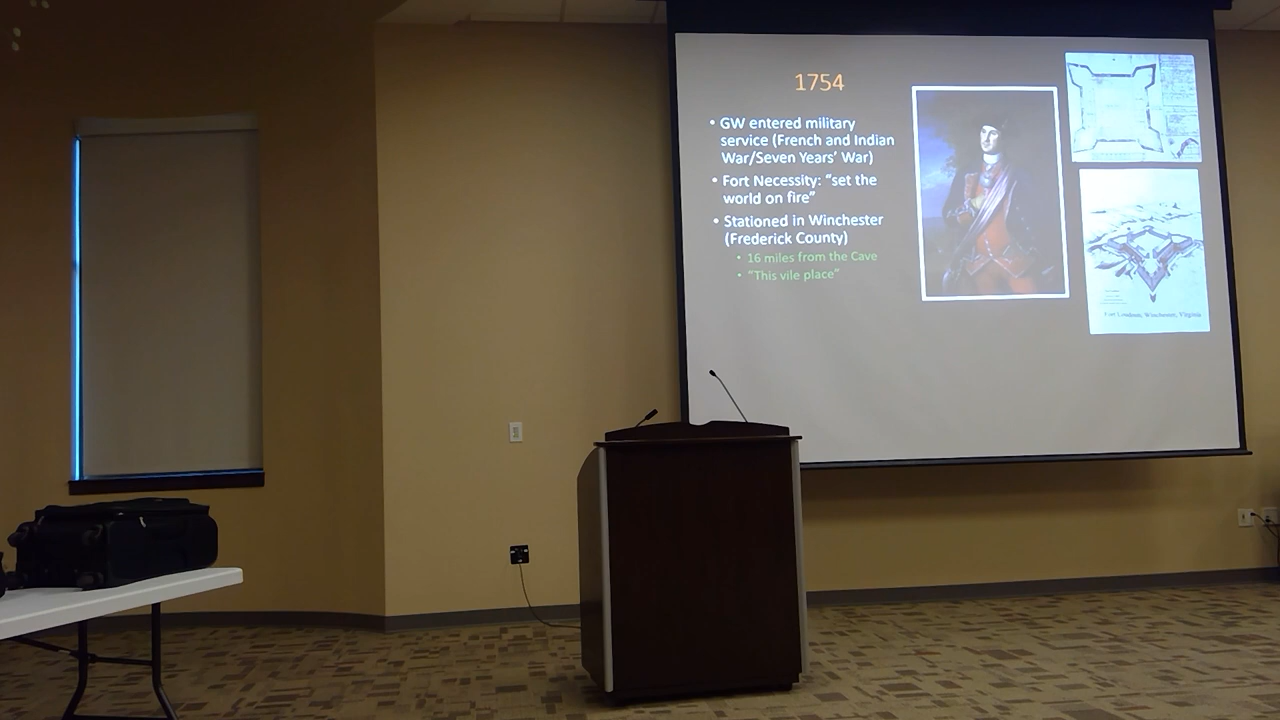 1754
• GW entered military
service (French and Indian
War/Seven Years' War)
• Fort Necessity: "set the
world on fire"
• Stationed in Winchester
(Frederick County)
• 16 miles from the Cave
• "This vile place"
Fort Loudoun, Winchester, Virginia